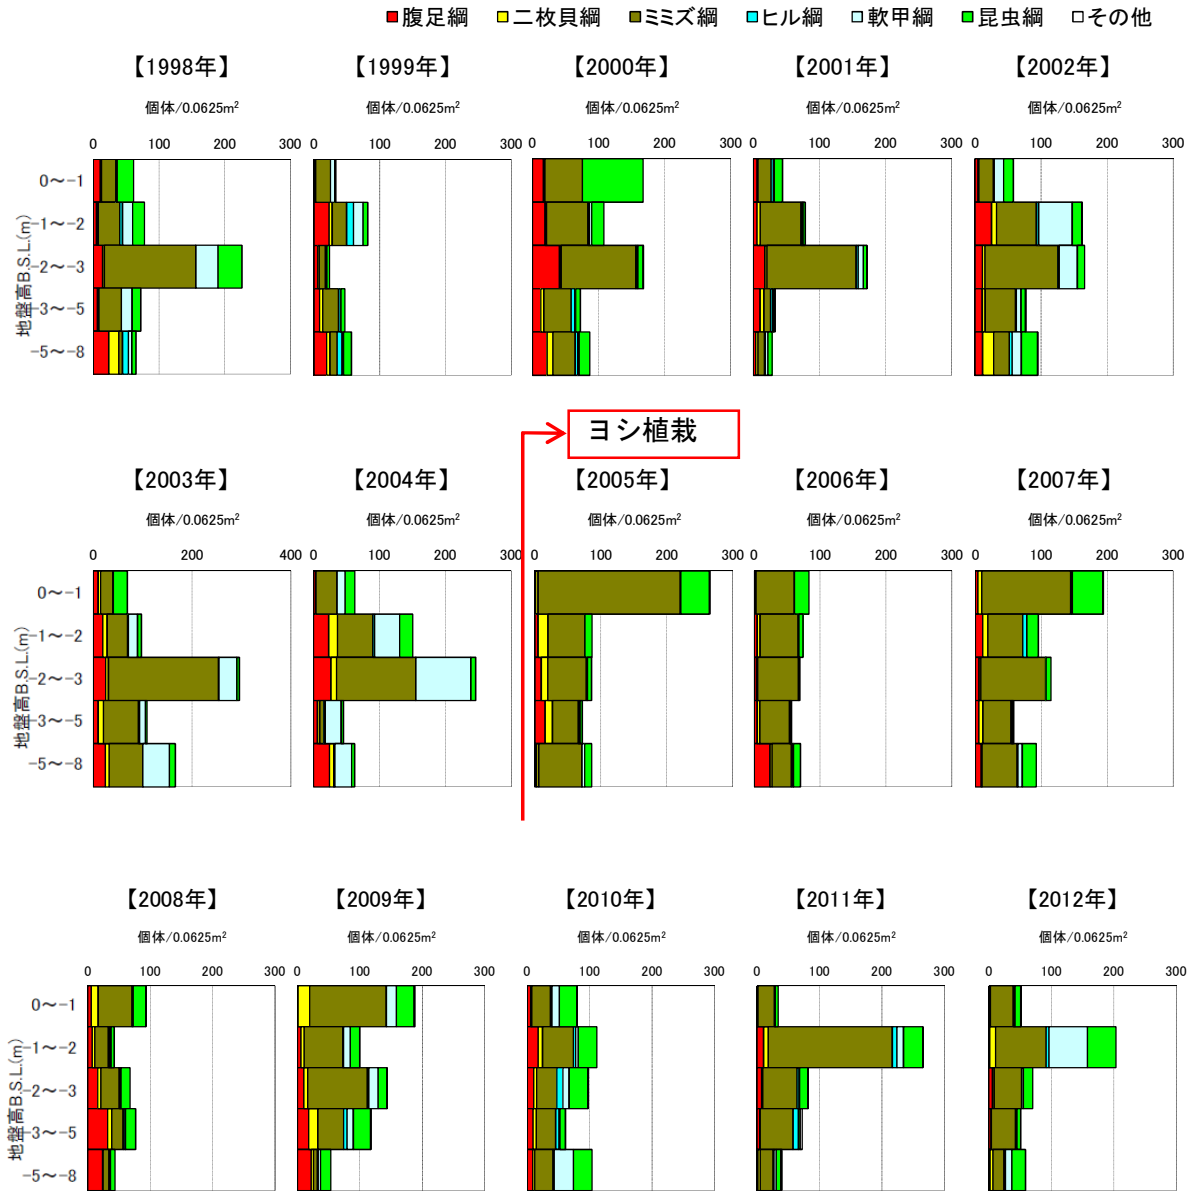 腹足綱 二枚貝綱 ミミズ綱 ヒル綱 軟甲綱 昆虫綱 その他
【1998年】 【1999年】 【2000年】 【2001年】 【2002年】
個体/0.0625m² 個体/0.0625m² 個体/0.0625m² 個体/0.0625m² 個体/0.0625m²
0 100 200 300 0 100 200 300 0 100 200 300 0 100 200 300 0 100 200 300
地盤高B.S.L.(m)
0～-1
-1～-2
-2～-3
-3～-5
-5～-8
ヨシ植栽
【2003年】 【2004年】 【2005年】 【2006年】 【2007年】
個体/0.0625m² 個体/0.0625m² 個体/0.0625m² 個体/0.0625m² 個体/0.0625m²
0 200 400 0 100 200 300 0 100 200 300 0 100 200 300 0 100 200 300
地盤高B.S.L.(m)
0～-1
-1～-2
-2～-3
-3～-5
-5～-8
【2008年】 【2009年】 【2010年】 【2011年】 【2012年】
個体/0.0625m² 個体/0.0625m² 個体/0.0625m² 個体/0.0625m² 個体/0.0625m²
0 100 200 300 0 100 200 300 0 100 200 300 0 100 200 300 0 100 200 300
地盤高B.S.L.(m)
0～-1
-1～-2
-2～-3
-3～-5
-5～-8